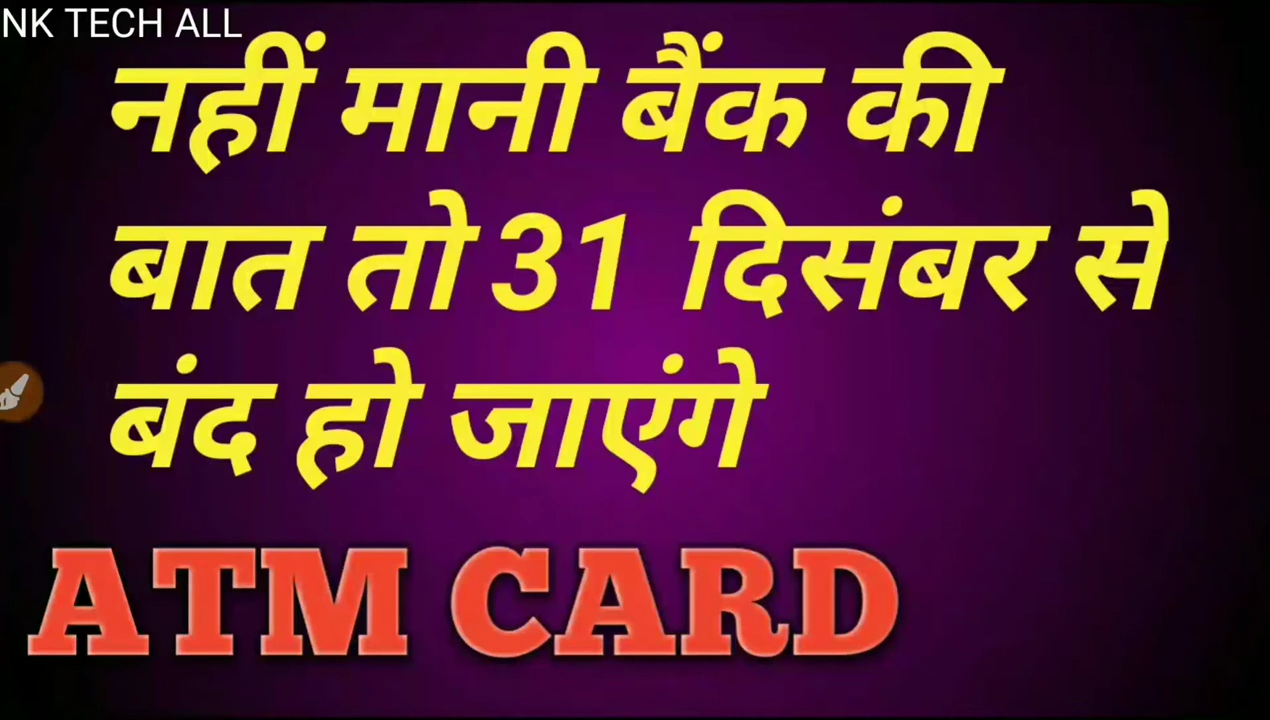 NK TECH ALL
नहीं मानी बैंक की
बात तो 31 दिसंबर से
बंद हो जाएंगे
ATM CARD